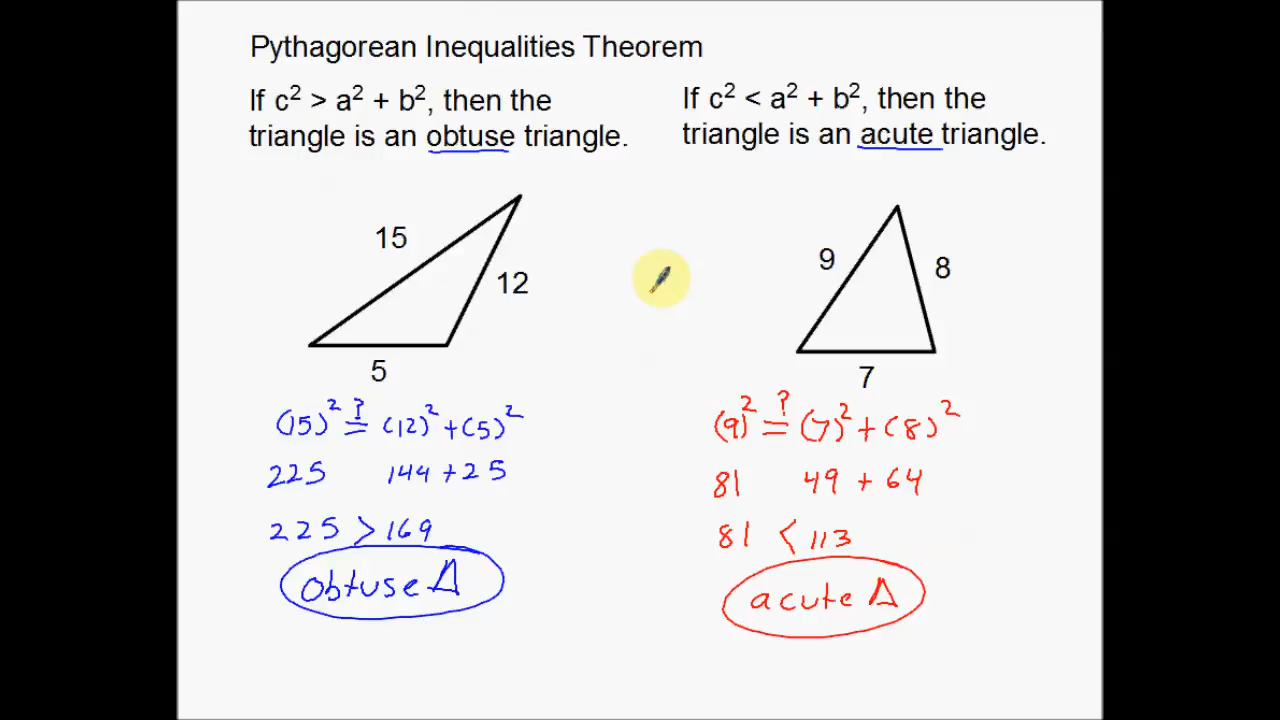 Pythagorean Inequalities Theorem
If c² > a² + b², then the
triangle is an obtuse triangle.
15
12
5
(15)² ?= (12)² + (5)²
225 144 + 25
225 > 169
obtuse Δ
If c² < a² + b², then the
triangle is an acute triangle.
9
8
7
(9)² ?= (7)² + (8)²
81 49 + 64
81 < 113
acute Δ